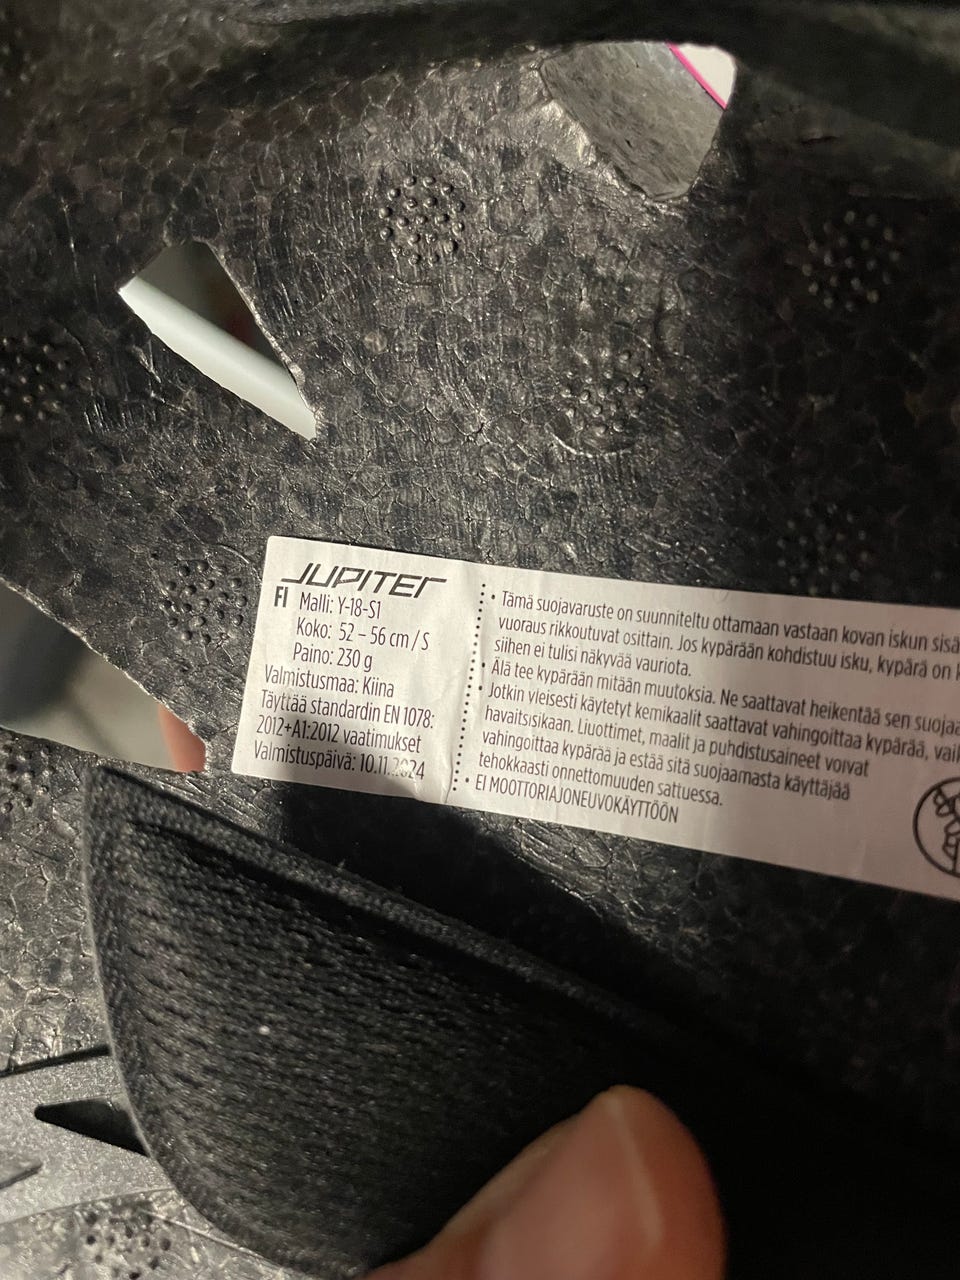 JUPITER
FI Malli: Y-18-S1
Koko: 52 – 56 cm / S
Paino: 230 g
Valmistusmaa: Kiina
Täyttää standardin EN 1078:
2012+A1:2012 vaatimukset
Valmistuspäivä: 10.11.2024
• Tämä suojavaruste on suunniteltu ottamaan vastaan kovan iskun sisä
vuoraus rikkoutuvat osittain. Jos kypärään kohdistuu isku, kypärä on
siihen ei tulisi näkyvää vauriota.
• Älä tee kypärään mitään muutoksia. Ne saattavat heikentää sen suojaa
• Jotkin yleisesti käytetyt kemikaalit saattavat vahingoittaa kypärää, vaik
havaitsisikaan. Liuottimet, maalit ja puhdistusaineet voivat
vahingoittaa kypärää ja estää sitä suojaamasta käyttäjää
tehokkaasti onnettomuuden sattuessa.
• EI MOOTTORIAJONEUVOKÄYTTÖÖN